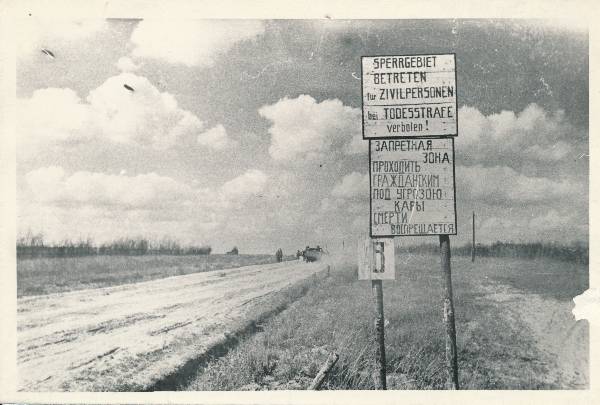 SPERRGEBIET
BETRETEN
für ZIVILPERSONEN
bei TODESSTRAFE
verboten !
ЗАПРЕТНАЯ
ЗОНА
ПРОХОДИТЬ
ГРАЖДАНСКИМ
ПОД УГРОЗОЮ
КАРЫ
СМЕРТИ
ВОСПРЕЩАЕТСЯ
B